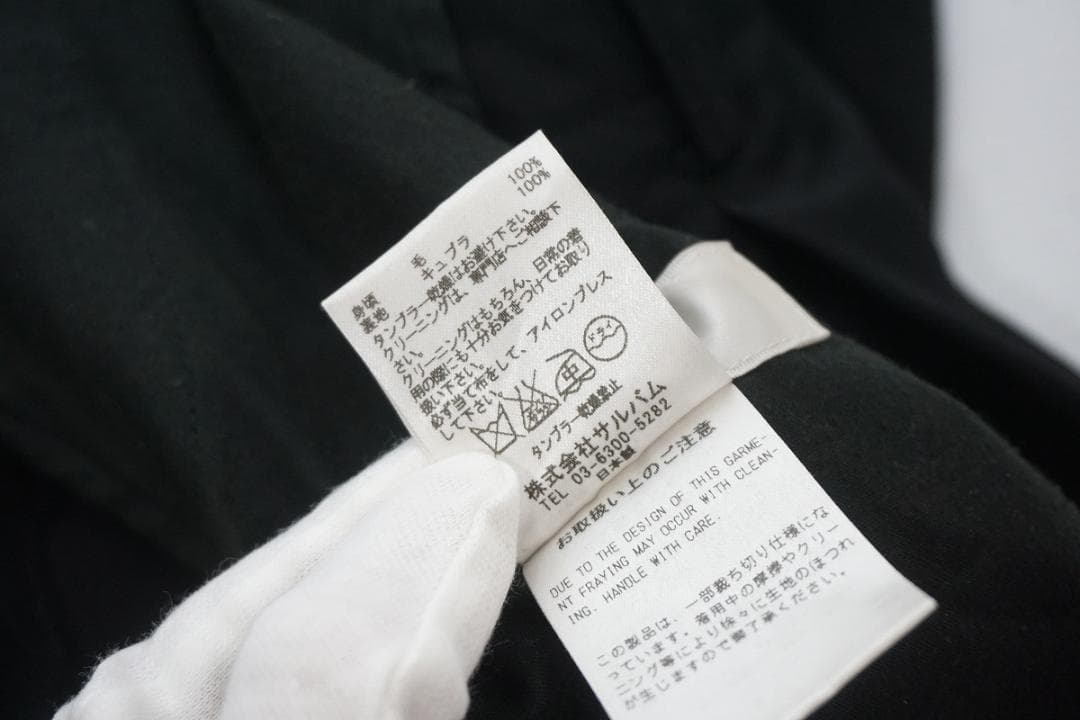 身頃 毛 100%
裏地 キュプラ 100%
タンブラー乾燥はお避け下さい。
クリーニングは、専門店へご相談下
さい。
クリーニングはもちろん、日常の着
用の際にも十分お気をつけてお取り
扱い下さい。
必ず当て布をして、アイロンプレス
して下さい。
エンソサラシ
中
ドライ
タンブラー乾燥禁止
株式会社サルバム
TEL 03-6300-5282
日本製
お取扱い上のご注意
DUE TO THE DESIGN OF THIS GARME-
NT FRAYING MAY OCCUR WITH CLEAN-
ING. HANDLE WITH CARE.
この製品は、一部裁ち切り仕様にな
っています。着用中の摩擦やクリー
ニング等により徐々に生地のほつれ
が生じますので御了承ください。